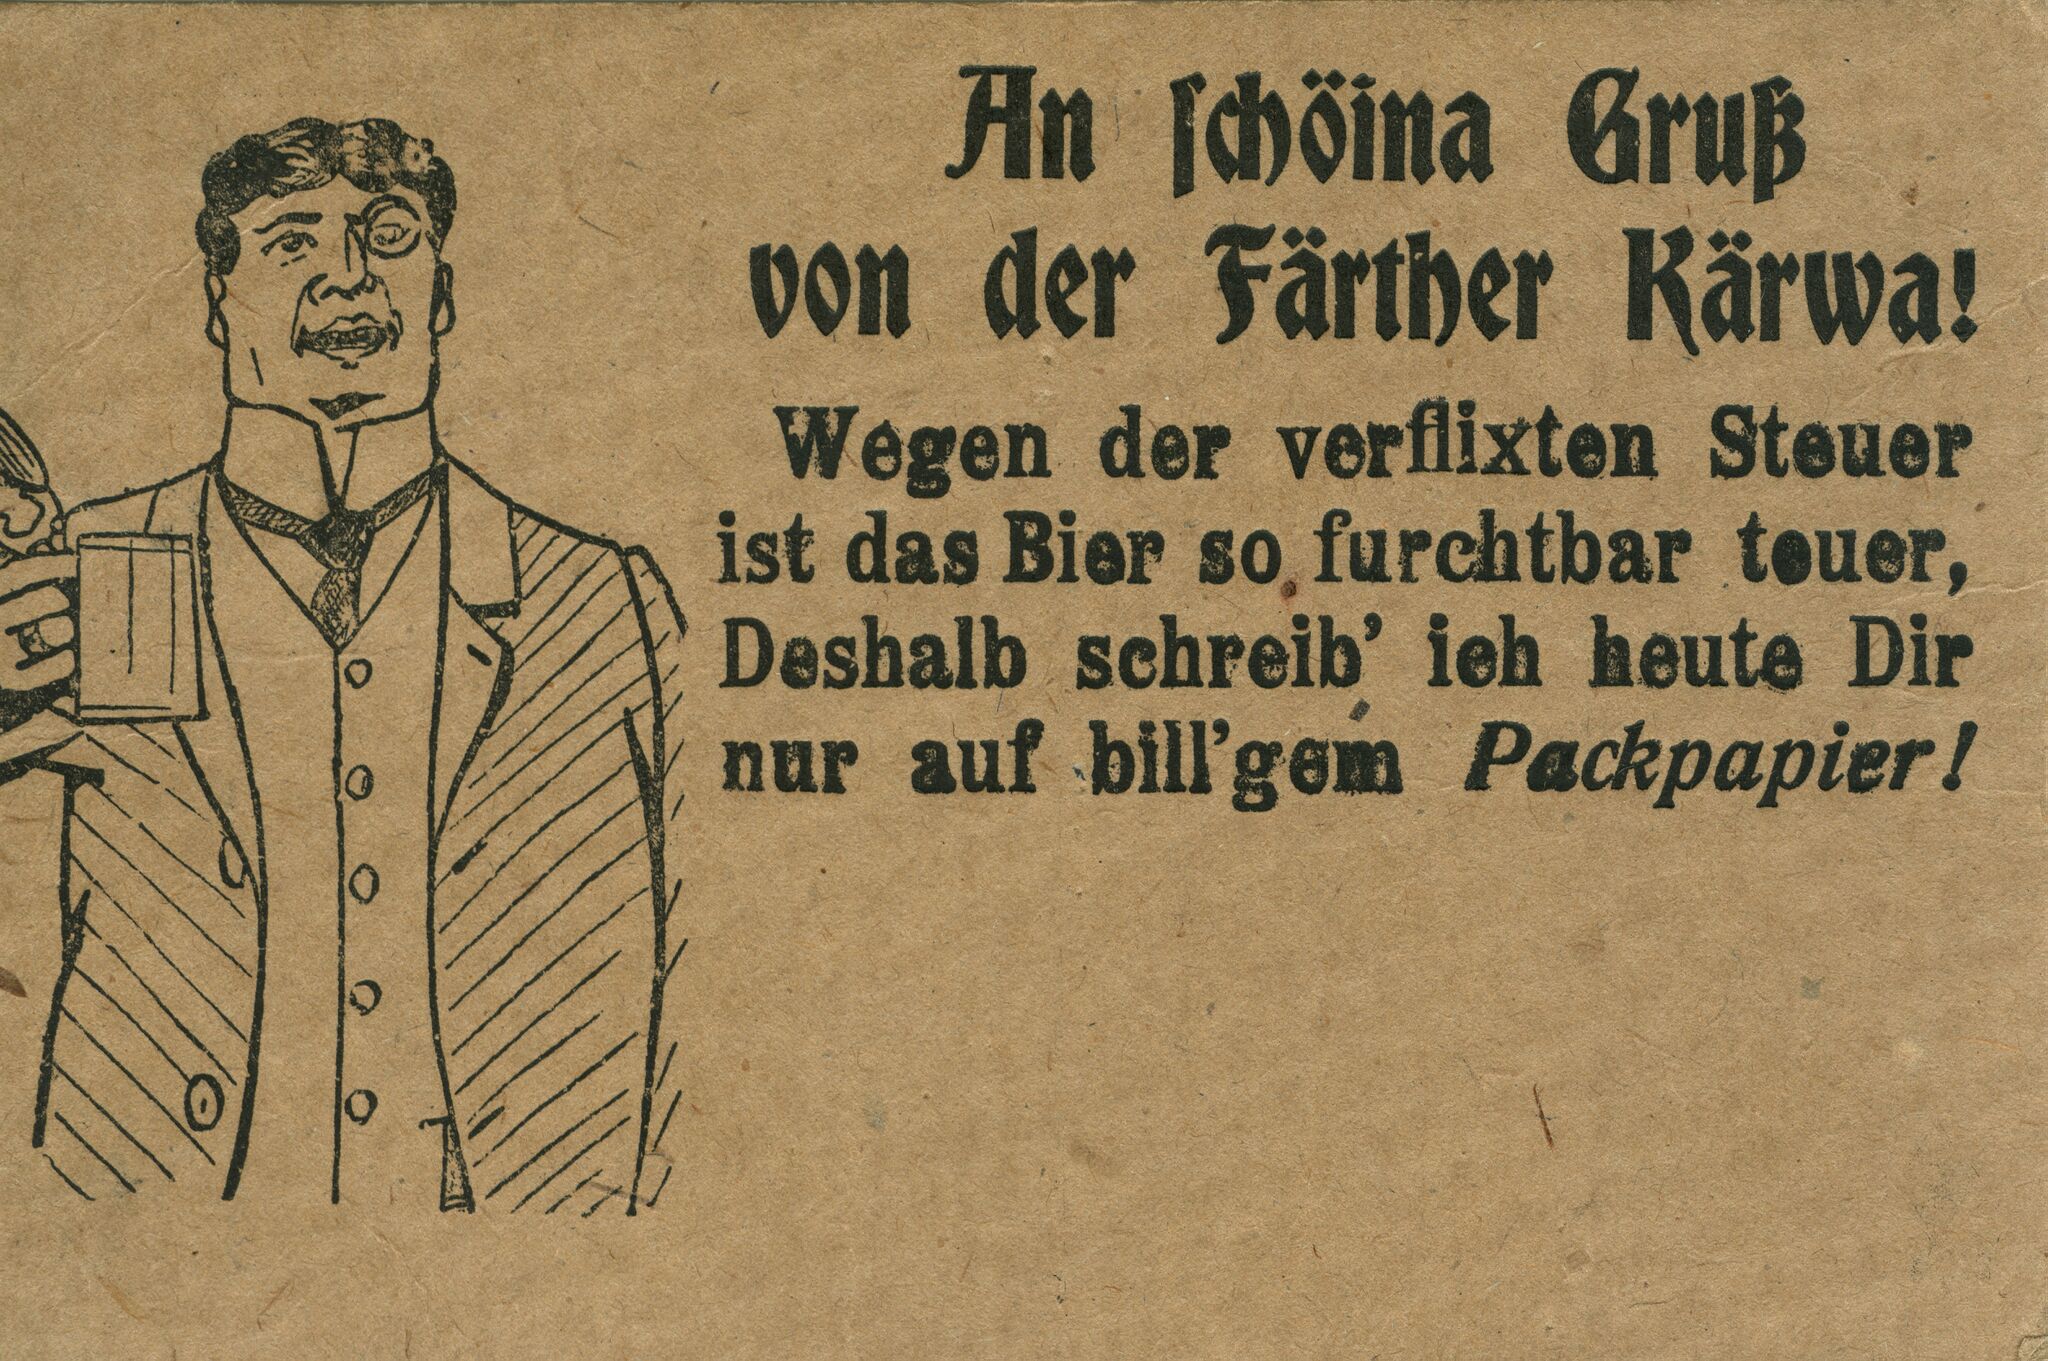 An schöina Gruß
von der Färther Kärwa!
Wegen der verflixten Steuer
ist das Bier so furchtbar teuer,
Deshalb schreib’ ich heute Dir
nur auf bill’gem Packpapier!